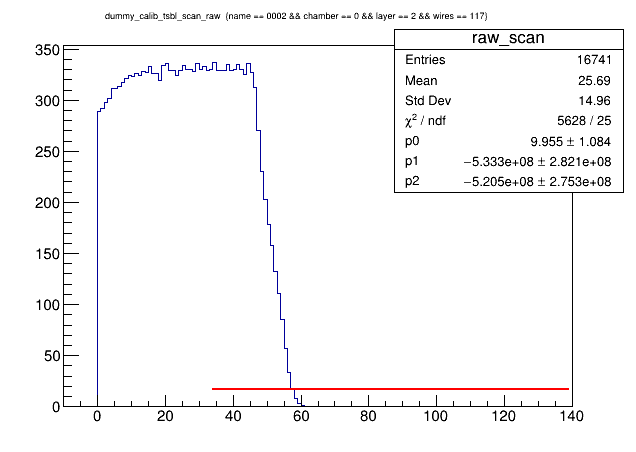 dummy_calib_tsbl_scan_raw (name == 0002 && chamber == 0 && layer == 2 && wires == 117)
raw_scan
Entries 16741
Mean 25.69
Std Dev 14.96
χ² / ndf 5628 / 25
p0 9.955 ± 1.084
p1 −5.333e+08 ± 2.821e+08
p2 −5.205e+08 ± 2.753e+08
350
300
250
200
150
100
50
0
0 20 40 60 80 100 120 140